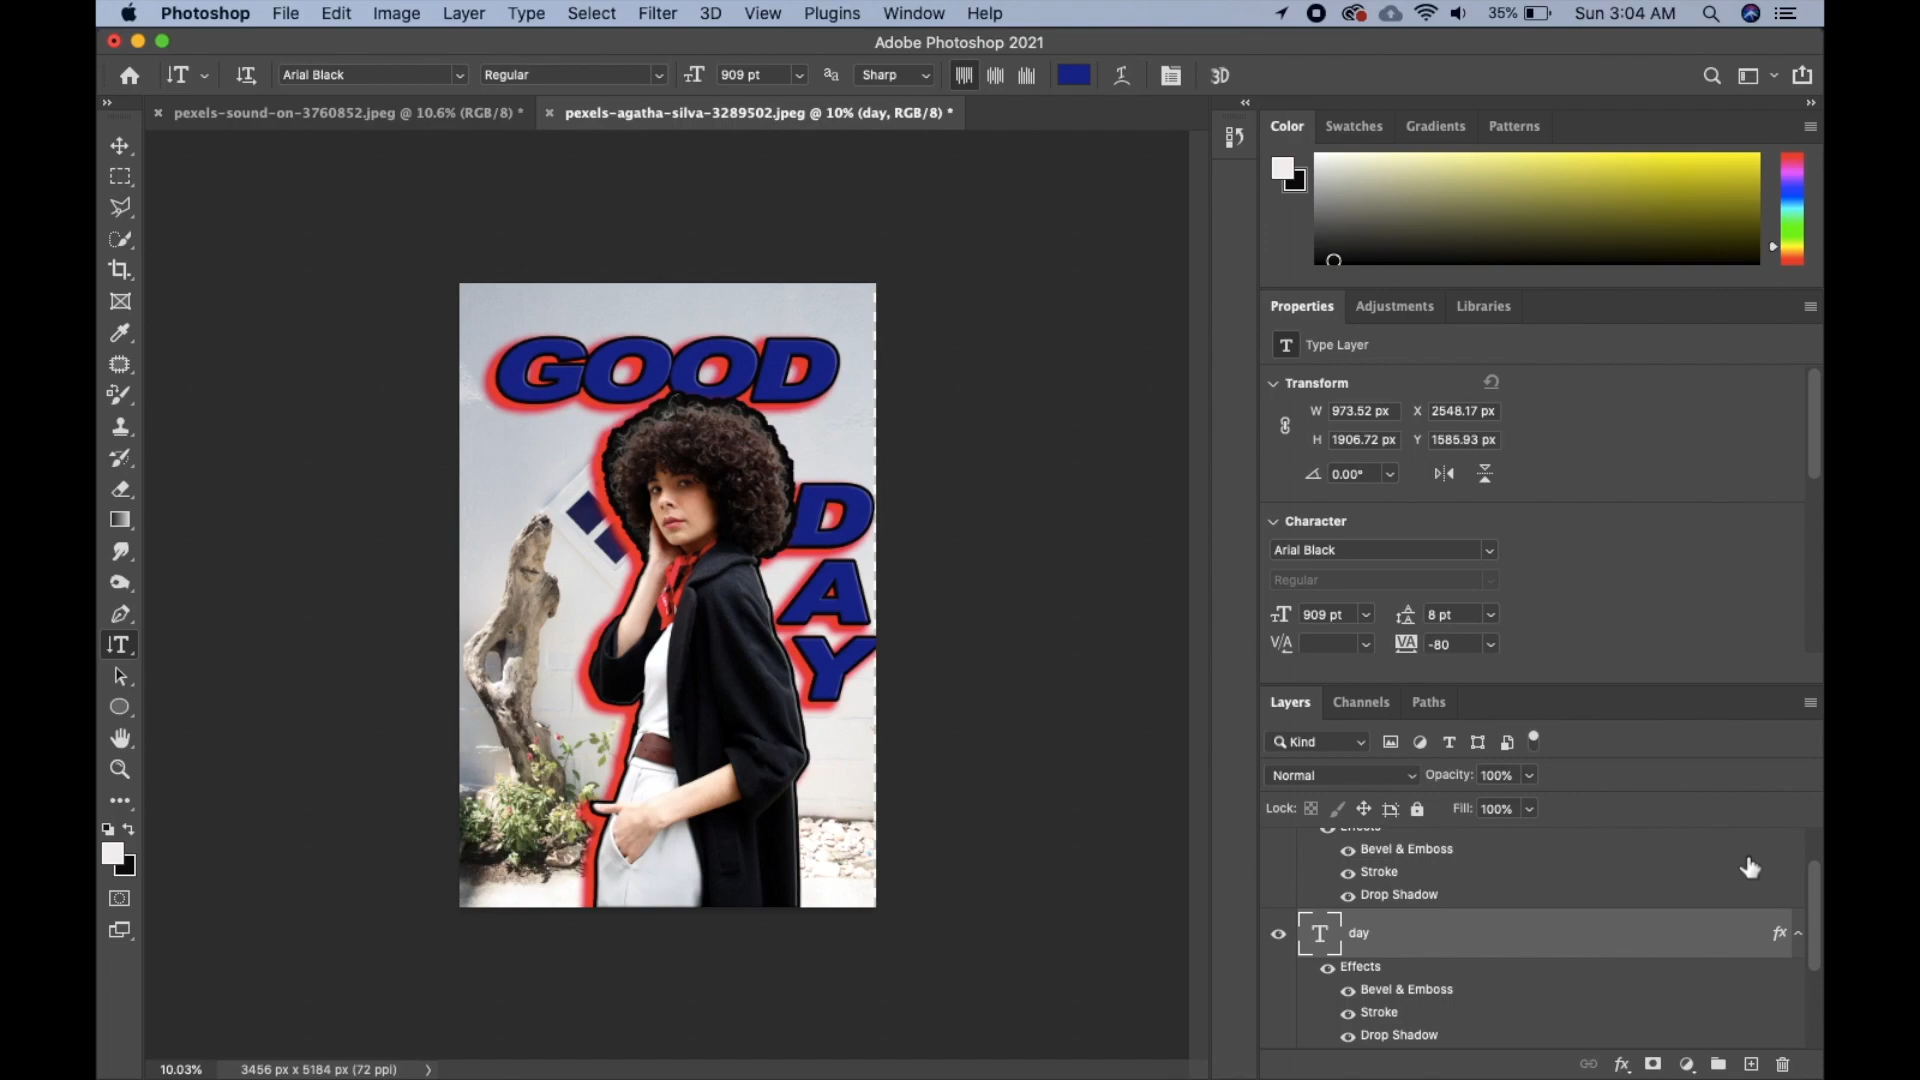 Photoshop File Edit Image Layer Type Select Filter 3D View Plugins Window Help 35% Sun 3:04 AM
Adobe Photoshop 2021
Arial Black Regular 909 pt aa Sharp 3D
pexels-sound-on-3760852.jpeg @ 10.6% (RGB/8) * pexels-agatha-silva-3289502.jpeg @ 10% (day, RGB/8) *
Color Swatches Gradients Patterns
Properties Adjustments Libraries
T Type Layer
Transform
W 973.52 px X 2548.17 px
H 1906.72 px Y 1585.93 px
0.00°
Character
Arial Black
Regular
909 pt 8 pt
V/A VA -80
GOOD
D
A
Y
Layers Channels Paths
Kind
Normal Opacity: 100%
Lock: Fill: 100%
Bevel & Emboss
Stroke
Drop Shadow
T day fx
Effects
Bevel & Emboss
Stroke
Drop Shadow
fx
10.03% 3456 px x 5184 px (72 ppi)